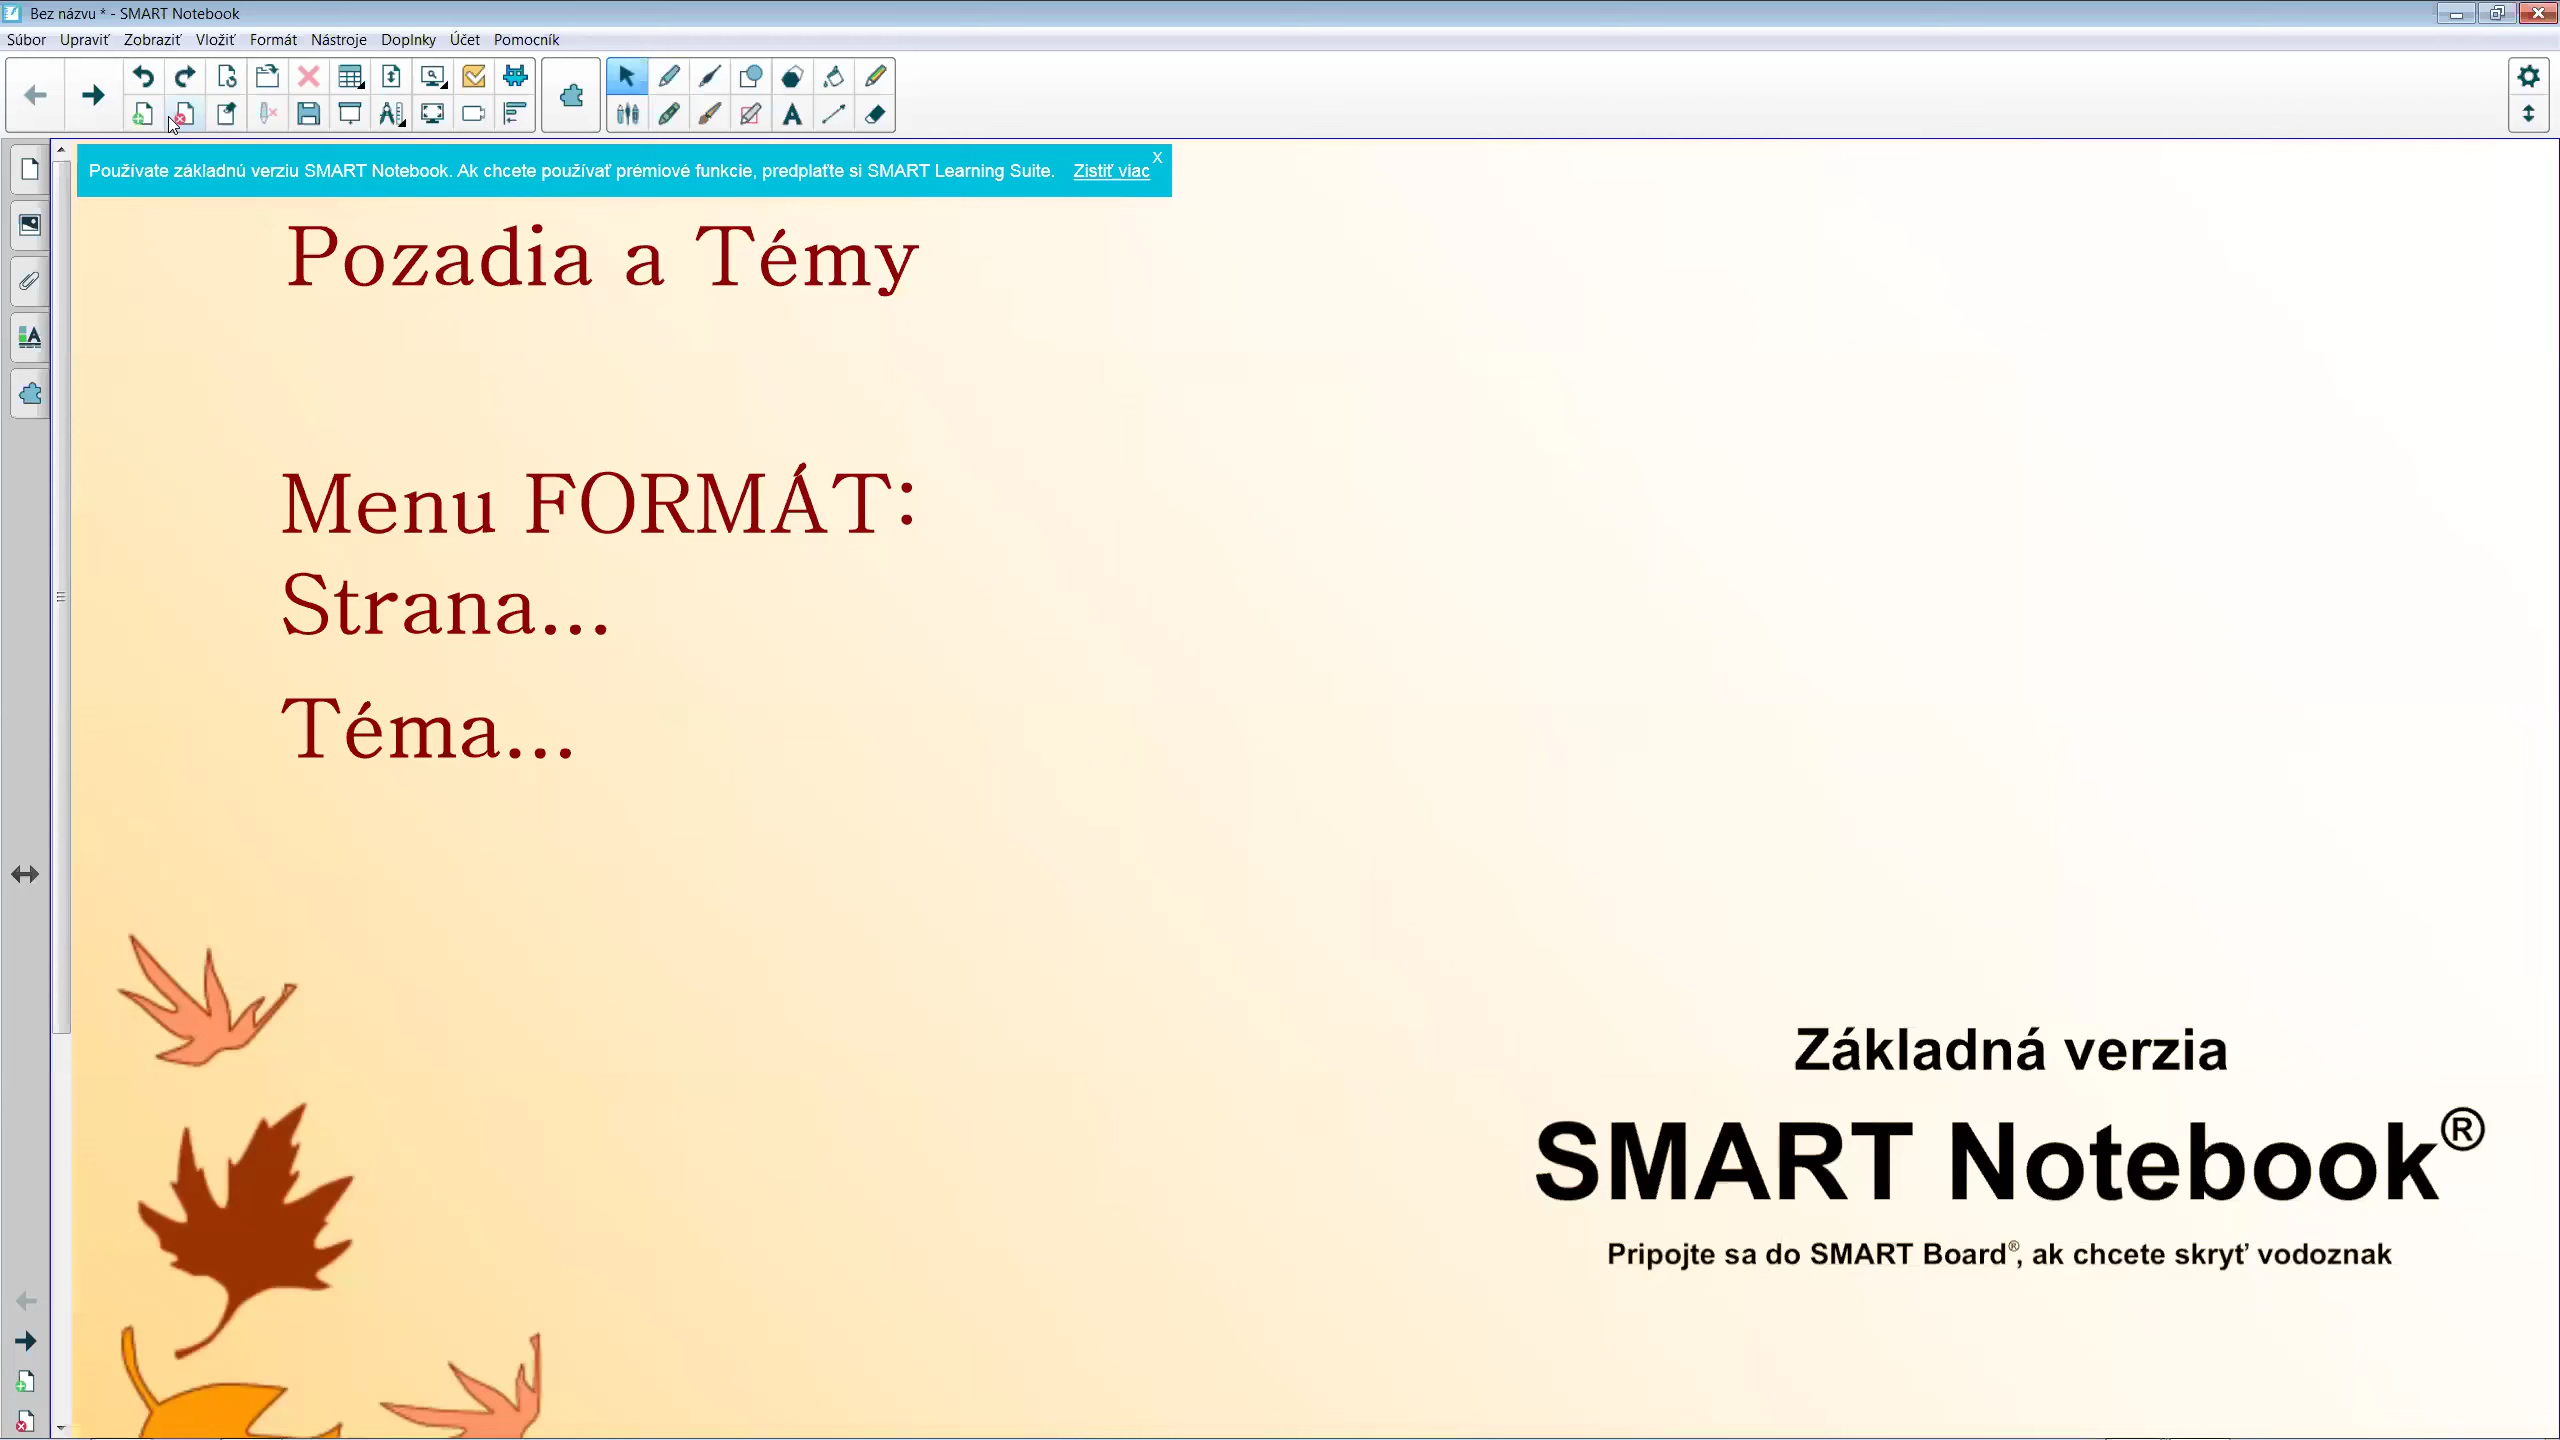 Bez názvu * - SMART Notebook
Súbor Upraviť Zobraziť Vložiť Formát Nástroje Doplnky Účet Pomocník
Používate základnú verziu SMART Notebook. Ak chcete používať prémiové funkcie, predplaťte si SMART Learning Suite. Zistiť viac X
Pozadia a Témy
Menu FORMÁT:
Strana...
Téma...
Základná verzia
SMART Notebook®
Pripojte sa do SMART Board®, ak chcete skryť vodoznak